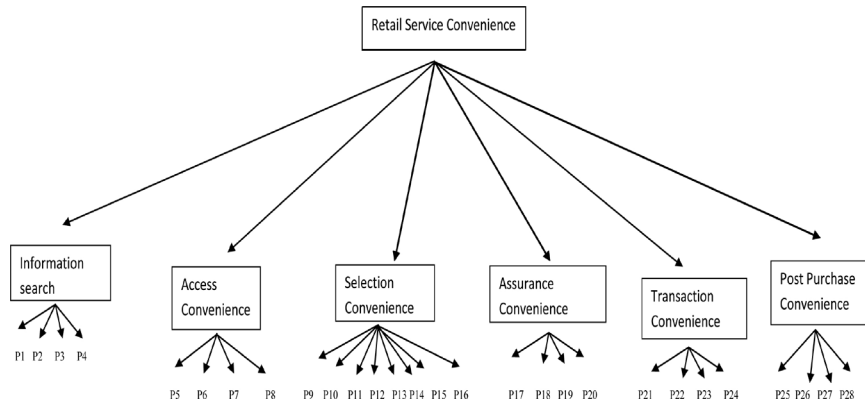 Retail Service Convenience
Information
search
Access
Convenience
Selection
Convenience
Assurance
Convenience
Transaction
Convenience
Post Purchase
Convenience
P1 P2 P3 P4
P5 P6 P7 P8 P9 P10 P11 P12 P13 P14 P15 P16 P17 P18 P19 P20 P21 P22 P23 P24 P25 P26 P27 P28